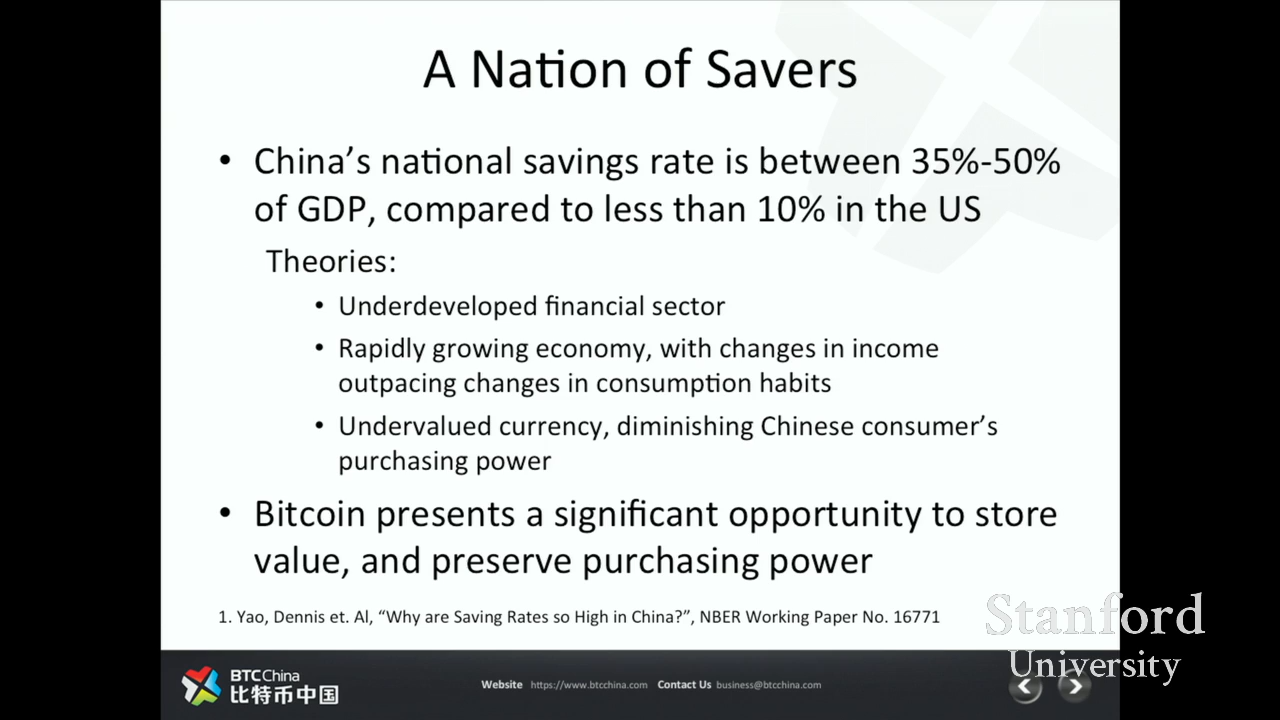 A Nation of Savers
• China's national savings rate is between 35%-50%
of GDP, compared to less than 10% in the US
Theories:
• Underdeveloped financial sector
• Rapidly growing economy, with changes in income
outpacing changes in consumption habits
• Undervalued currency, diminishing Chinese consumer's
purchasing power
• Bitcoin presents a significant opportunity to store
value, and preserve purchasing power
1. Yao, Dennis et. Al, “Why are Saving Rates so High in China?”, NBER Working Paper No. 16771
Stanford
University
BTCChina
比特币中国
Website https://www.btcchina.com Contact Us business@btcchina.com